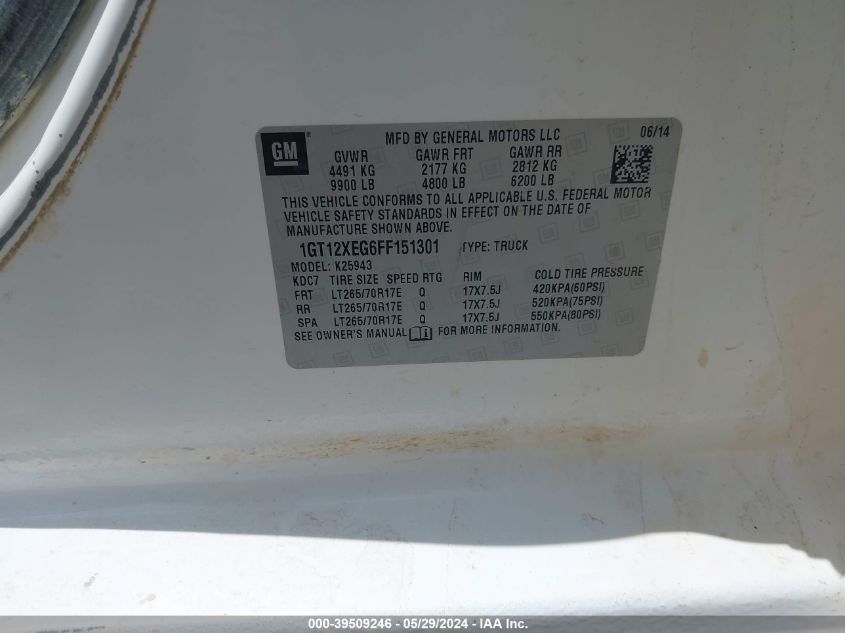 GM ®
MFD BY GENERAL MOTORS LLC 06/14
GVWR GAWR FRT GAWR RR
4491 KG 2177 KG 2812 KG
9900 LB 4800 LB 6200 LB
THIS VEHICLE CONFORMS TO ALL APPLICABLE U.S. FEDERAL MOTOR
VEHICLE SAFETY STANDARDS IN EFFECT ON THE DATE OF
MANUFACTURE SHOWN ABOVE.
1GT12XEG6FF151301 TYPE: TRUCK
MODEL: K25943
KDC7 TIRE SIZE SPEED RTG RIM COLD TIRE PRESSURE
FRT LT265/70R17E Q 17X7.5J 420KPA(60PSI)
RR LT265/70R17E Q 17X7.5J 520KPA(75PSI)
SPA LT265/70R17E Q 17X7.5J 550KPA(80PSI)
SEE OWNER'S MANUAL FOR MORE INFORMATION.
000-39509246 - 05/29/2024 - IAA Inc.